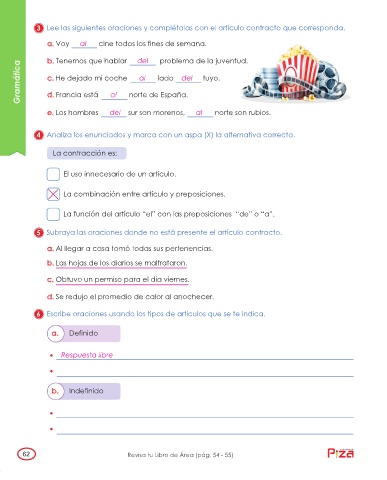 3 Lee las siguientes oraciones y complétalas con el artículo contracto que corresponda.
a. Voy al cine todos los fines de semana.
b. Tenemos que hablar del problema de la juventud.
c. He dejado mi coche al lado del tuyo.
d. Francia está al norte de España.
e. Los hombres del sur son morenos, al norte son rubios.
Gramática
4 Analiza los enunciados y marca con un aspa (X) la alternativa correcto.
La contracción es:
El uso innecesario de un artículo.
X La combinación entre artículo y preposiciones.
La función del artículo "el" con las preposiciones "de" o "a".
5 Subraya las oraciones donde no está presente el artículo contracto.
a. Al llegar a casa tomó todas sus pertenencias.
b. Las hojas de los diarios se maltrataron.
c. Obtuvo un permiso para el día viernes.
d. Se redujo el promedio de calor al anochecer.
6 Escribe oraciones usando los tipos de artículos que se te indica.
a. Definido
• Respuesta libre
•
b. Indefinido
•
•
62
Revisa tu Libro de Área (pág. 54 - 55)
Piza